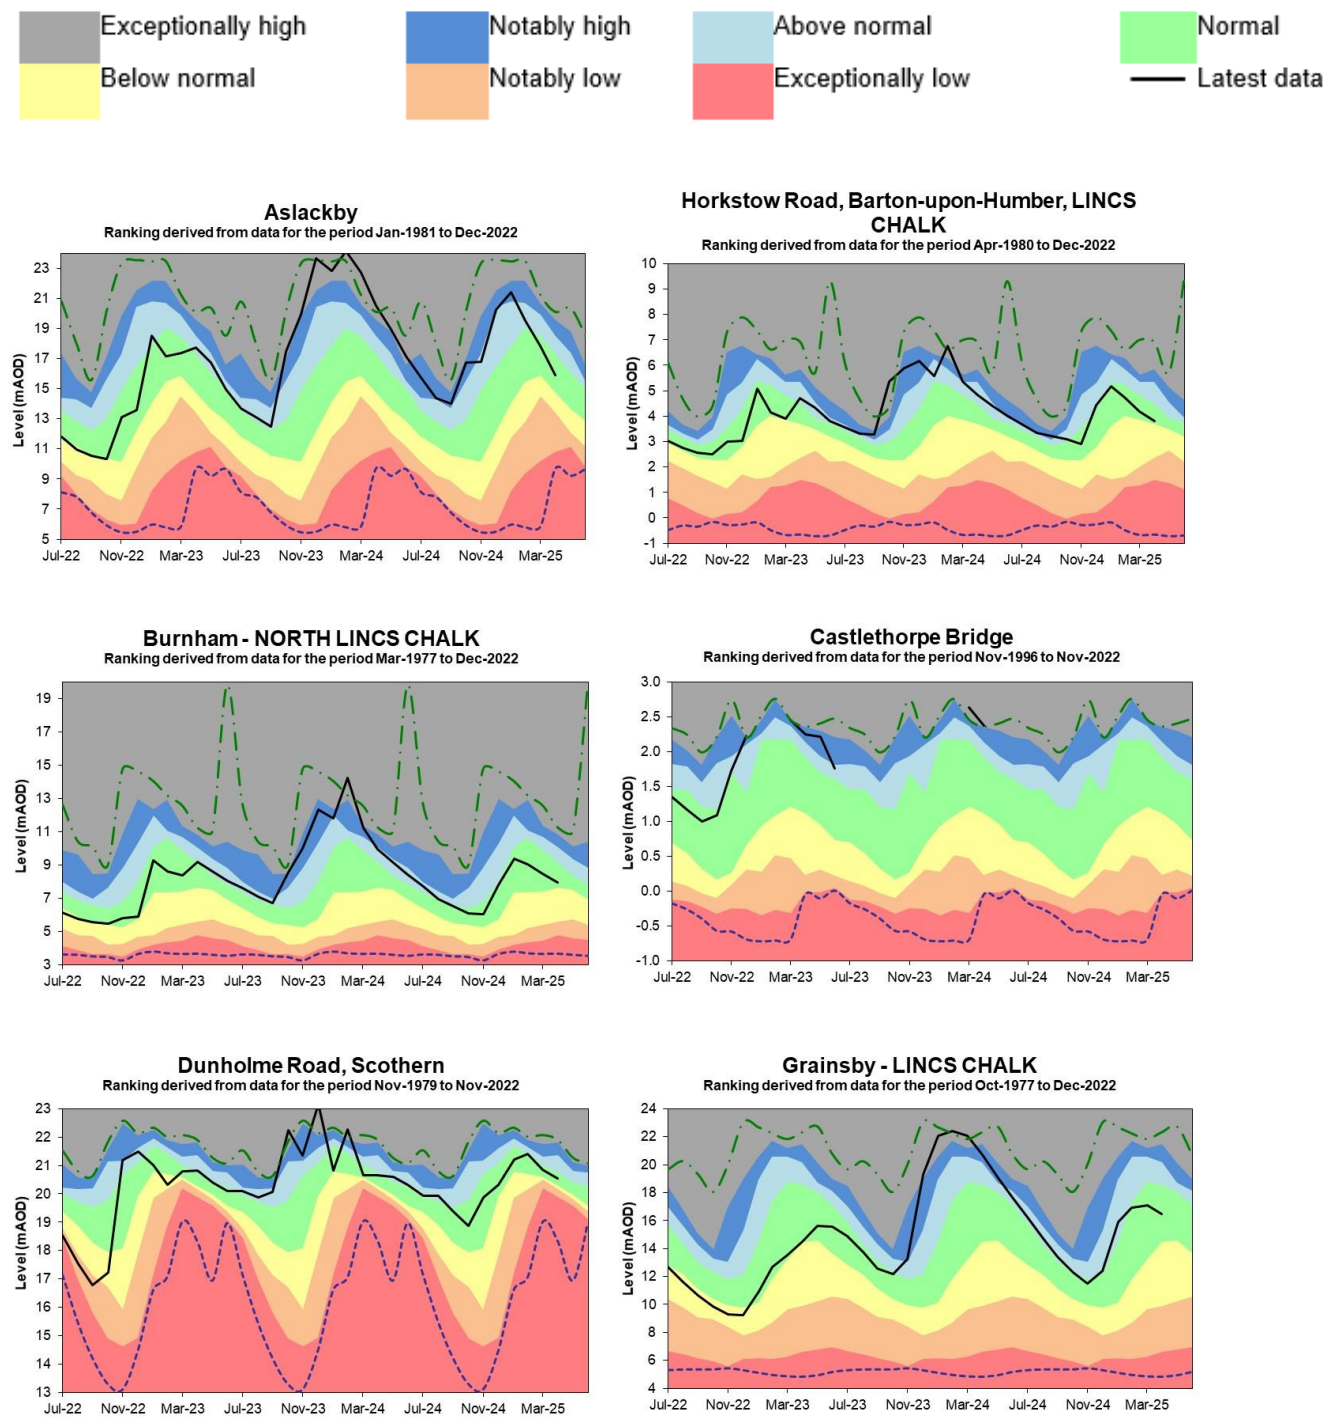 Exceptionally high Notably high Above normal Normal
Below normal Notably low Exceptionally low Latest data
Aslackby
Ranking derived from data for the period Jan-1981 to Dec-2022
Level (mAOD)
23
21
19
17
15
13
11
9
7
5
Jul-22 Nov-22 Mar-23 Jul-23 Nov-23 Mar-24 Jul-24 Nov-24 Mar-25
Horkstow Road, Barton-upon-Humber, LINCS
CHALK
Ranking derived from data for the period Apr-1980 to Dec-2022
Level (mAOD)
10
9
8
7
6
5
4
3
2
1
0
-1
Jul-22 Nov-22 Mar-23 Jul-23 Nov-23 Mar-24 Jul-24 Nov-24 Mar-25
Burnham - NORTH LINCS CHALK
Ranking derived from data for the period Mar-1977 to Dec-2022
Level (mAOD)
19
17
15
13
11
9
7
5
3
Jul-22 Nov-22 Mar-23 Jul-23 Nov-23 Mar-24 Jul-24 Nov-24 Mar-25
Castlethorpe Bridge
Ranking derived from data for the period Nov-1996 to Nov-2022
Level (mAOD)
3.0
2.5
2.0
1.5
1.0
0.5
0.0
-0.5
-1.0
Jul-22 Nov-22 Mar-23 Jul-23 Nov-23 Mar-24 Jul-24 Nov-24 Mar-25
Dunholme Road, Scothern
Ranking derived from data for the period Nov-1979 to Nov-2022
Level (mAOD)
23
22
21
20
19
18
17
16
15
14
13
Jul-22 Nov-22 Mar-23 Jul-23 Nov-23 Mar-24 Jul-24 Nov-24 Mar-25
Grainsby - LINCS CHALK
Ranking derived from data for the period Oct-1977 to Dec-2022
Level (mAOD)
24
22
20
18
16
14
12
10
8
6
4
Jul-22 Nov-22 Mar-23 Jul-23 Nov-23 Mar-24 Jul-24 Nov-24 Mar-25